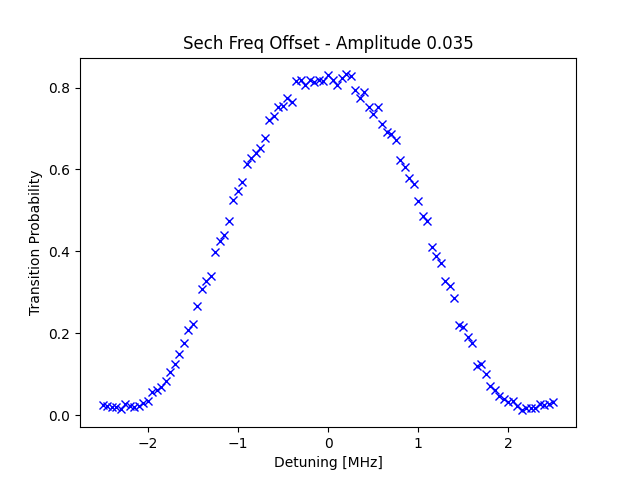 Sech Freq Offset - Amplitude 0.035
Transition Probability
0.8
0.6
0.4
0.2
0.0
−2 −1 0 1 2
Detuning [MHz]